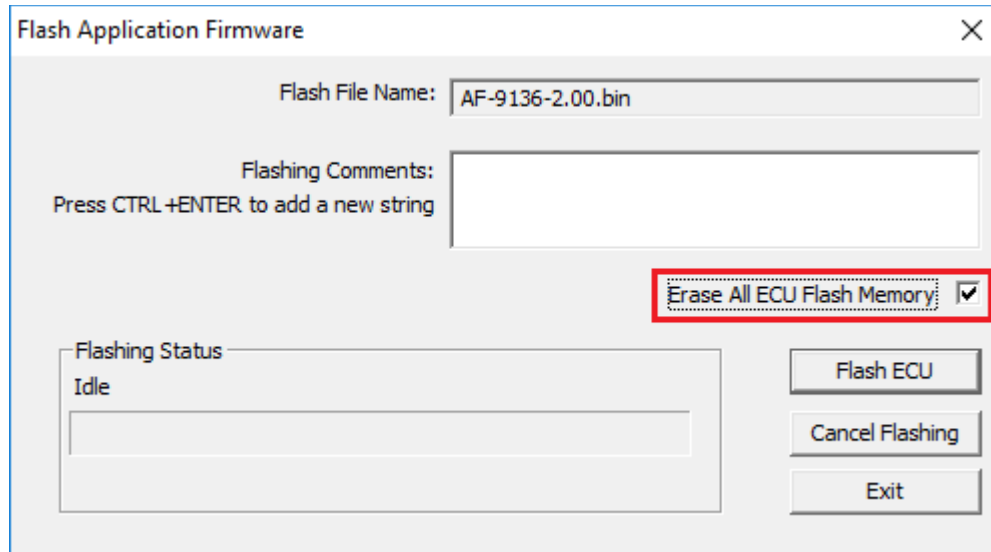 Flash Application Firmware
Flash File Name: AF-9136-2.00.bin
Flashing Comments:
Press CTRL+ENTER to add a new string
Erase All ECU Flash Memory
Flashing Status
Idle
Flash ECU
Cancel Flashing
Exit